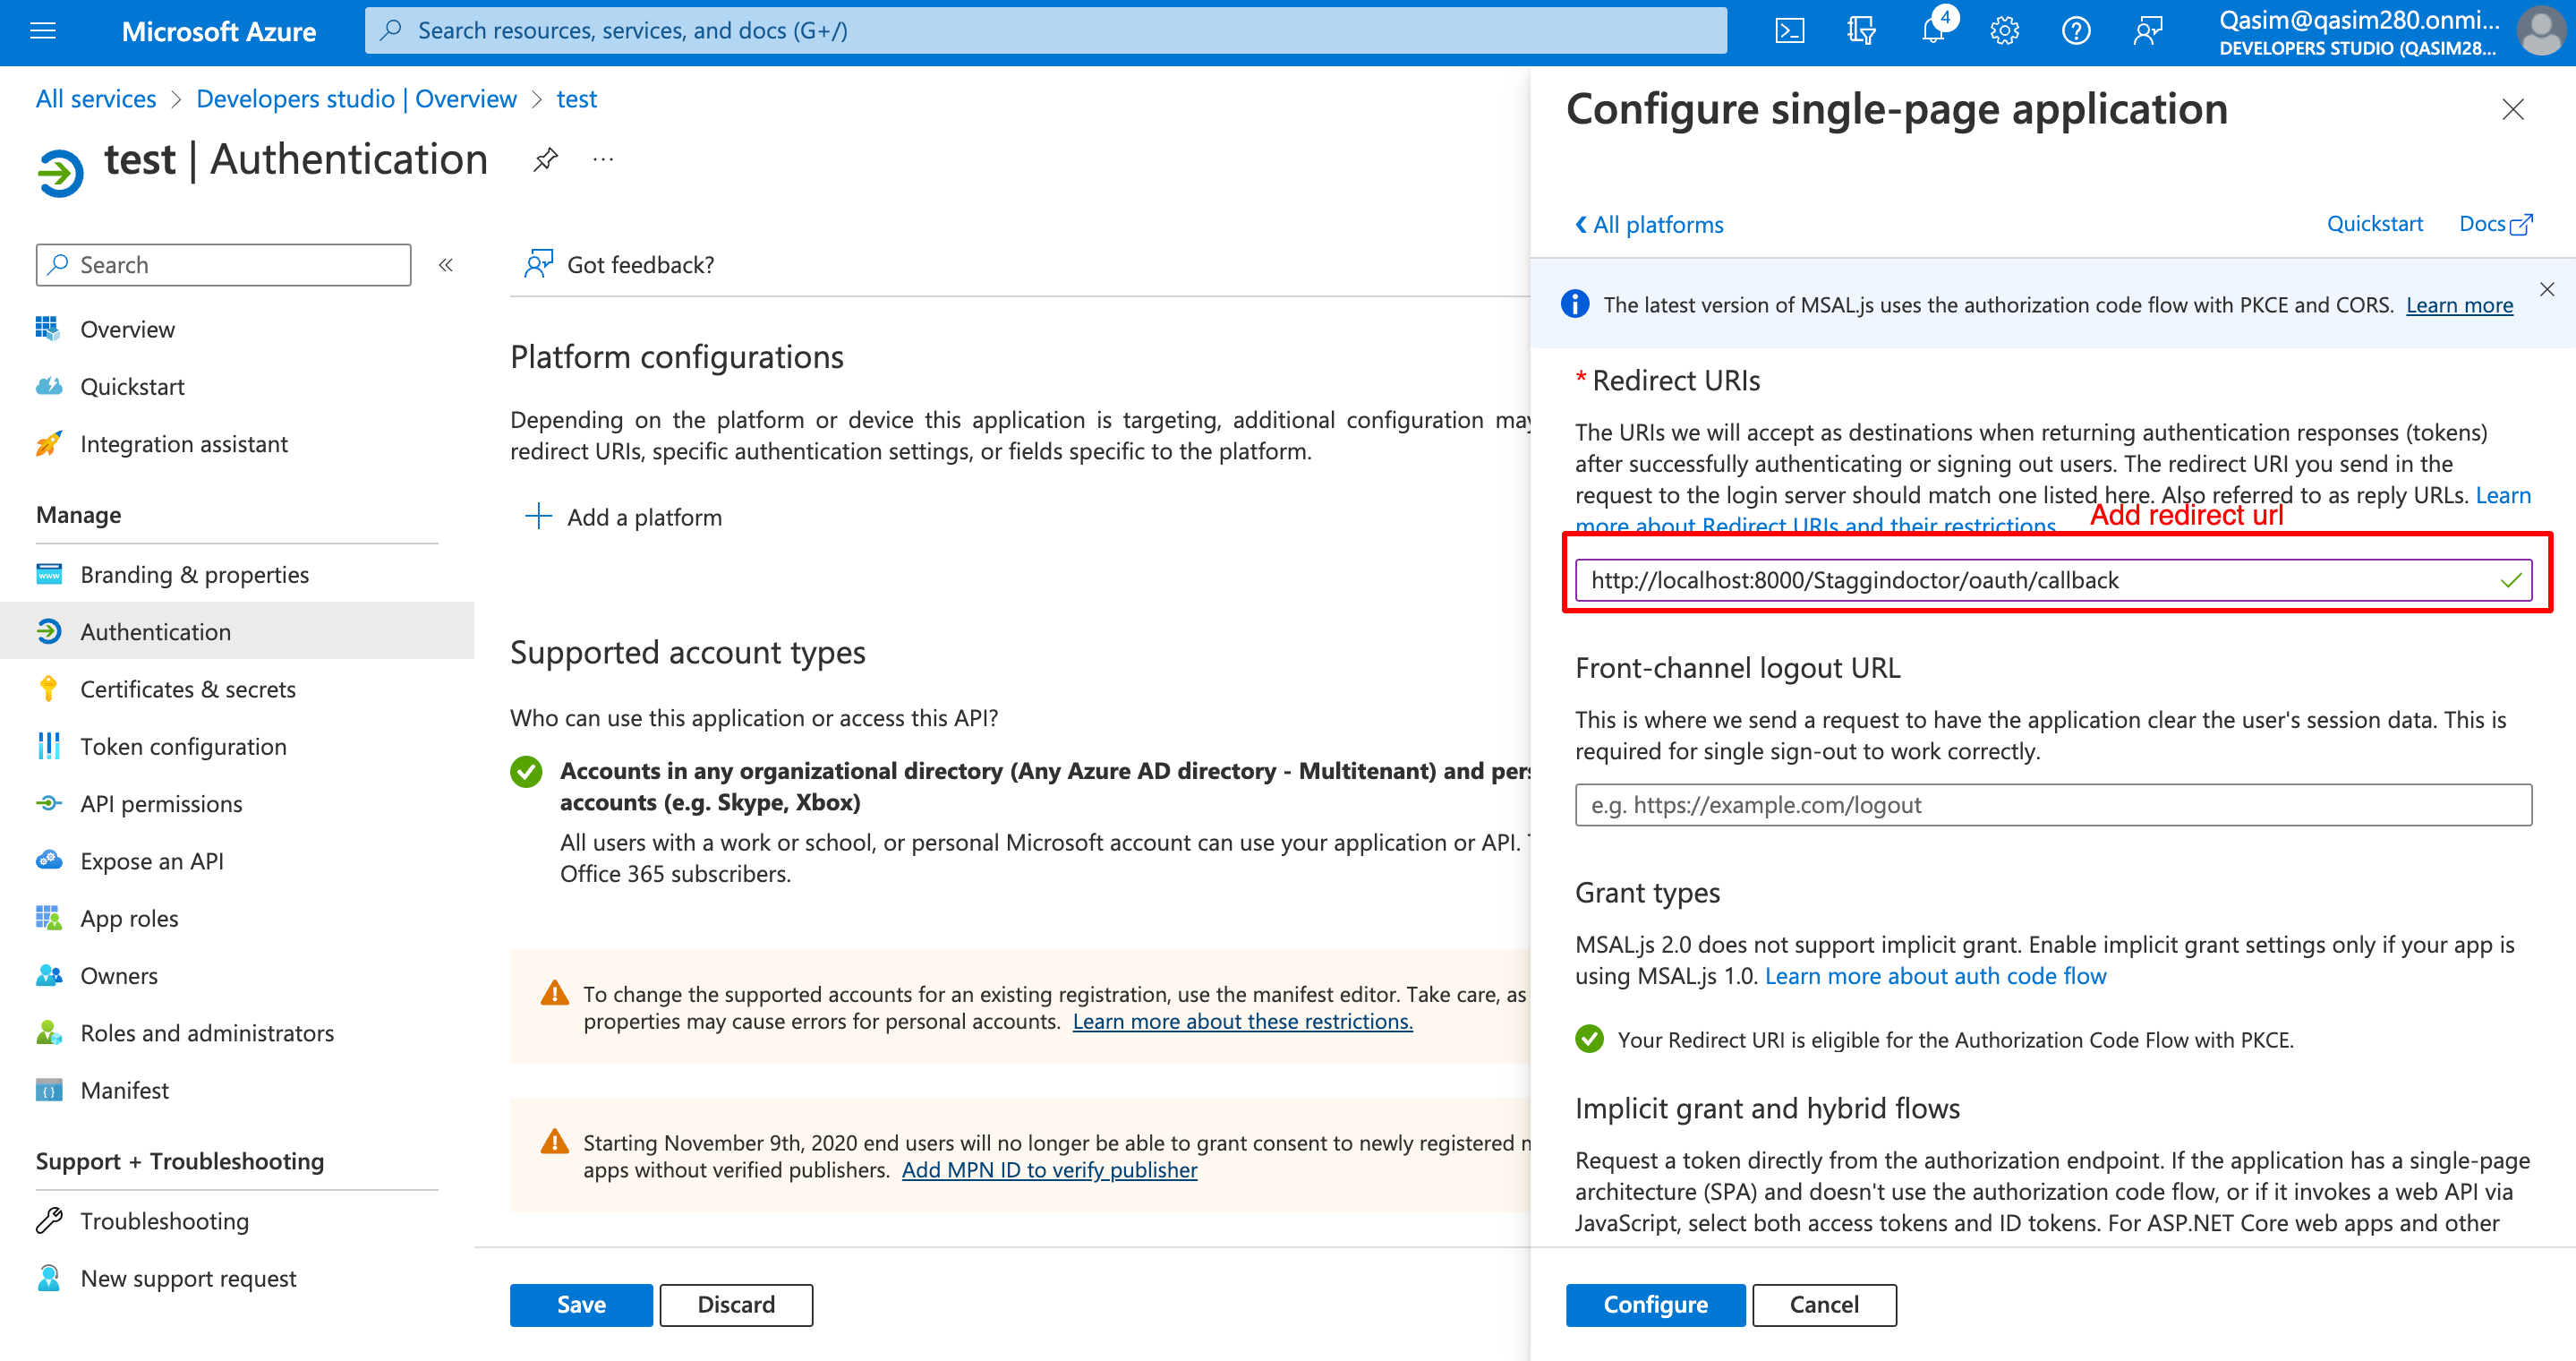 Microsoft Azure
Search resources, services, and docs (G+/)
4
Qasim@qasim280.onmi...
DEVELOPERS STUDIO (QASIM28...
All services > Developers studio | Overview > test
test | Authentication
Search
Overview
Quickstart
Integration assistant
Manage
Branding & properties
Authentication
Certificates & secrets
Token configuration
API permissions
Expose an API
App roles
Owners
Roles and administrators
Manifest
Support + Troubleshooting
Troubleshooting
New support request
Got feedback?
Platform configurations
Depending on the platform or device this application is targeting, additional configuration may
redirect URIs, specific authentication settings, or fields specific to the platform.
Add a platform
Supported account types
Who can use this application or access this API?
Accounts in any organizational directory (Any Azure AD directory - Multitenant) and pers
accounts (e.g. Skype, Xbox)
All users with a work or school, or personal Microsoft account can use your application or API.
Office 365 subscribers.
To change the supported accounts for an existing registration, use the manifest editor. Take care, as
properties may cause errors for personal accounts. Learn more about these restrictions.
Starting November 9th, 2020 end users will no longer be able to grant consent to newly registered
apps without verified publishers. Add MPN ID to verify publisher
Save
Discard
Configure single-page application
All platforms
Quickstart
Docs
The latest version of MSAL.js uses the authorization code flow with PKCE and CORS. Learn more
* Redirect URIs
The URIs we will accept as destinations when returning authentication responses (tokens)
after successfully authenticating or signing out users. The redirect URI you send in the
request to the login server should match one listed here. Also referred to as reply URLs. Learn
more about Redirect URIs and their restrictions
Add redirect url
http://localhost:8000/Staggindoctor/oauth/callback
Front-channel logout URL
This is where we send a request to have the application clear the user's session data. This is
required for single sign-out to work correctly.
e.g. https://example.com/logout
Grant types
MSAL.js 2.0 does not support implicit grant. Enable implicit grant settings only if your app is
using MSAL.js 1.0. Learn more about auth code flow
Your Redirect URI is eligible for the Authorization Code Flow with PKCE.
Implicit grant and hybrid flows
Request a token directly from the authorization endpoint. If the application has a single-page
architecture (SPA) and doesn't use the authorization code flow, or if it invokes a web API via
JavaScript, select both access tokens and ID tokens. For ASP.NET Core web apps and other
Configure
Cancel